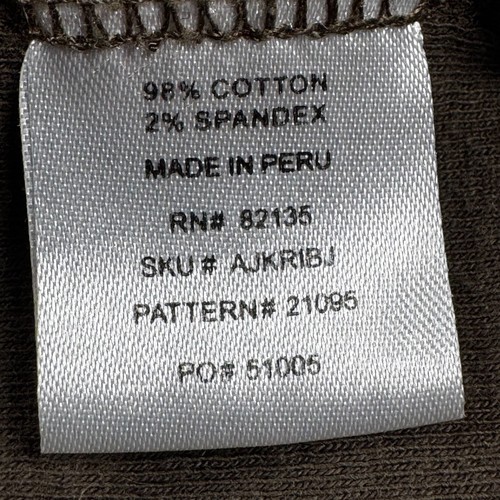 98% COTTON
2% SPANDEX
MADE IN PERU
RN# 82135
SKU # AJKRIBJ
PATTERN# 21095
PO# 51005